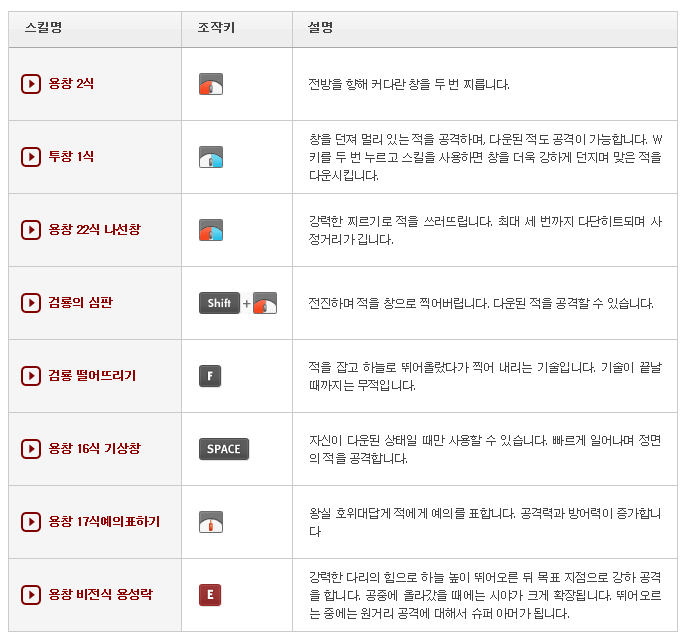 스킬명 조작키 설명
용창 2식 전방을 향해 커다란 창을 두 번 찌릅니다.
투창 1식
창을 던져 멀리 있는 적을 공격하며, 다운된 적도 공격이 가능합니다. W
키를 두 번 누르고 스킬을 사용하면 창을 더욱 강하게 던지며 맞은 적을
다운시킵니다.
용창 22식 나선창
강력한 찌르기로 적을 쓰러뜨립니다. 최대 세 번까지 다단히트되며 사
정거리가 깁니다.
검룡의 심판 Shift + 전진하며 적을 창으로 찍어버립니다. 다운된 적을 공격할 수 있습니다.
검룡 떨어뜨리기 F
적을 잡고 하늘로 뛰어올랐다가 찍어 내리는 기술입니다. 기술이 끝날
때까지는 무적입니다.
용창 16식 기상창 SPACE
자신이 다운된 상태일 때만 사용할 수 있습니다. 빠르게 일어나며 정면
의 적을 공격합니다.
용창 17식예의표하기
왕실 호위대답게 적에게 예의를 표합니다. 공격력과 방어력이 증가합니
다
용창 비전식 용성락 E
강력한 다리의 힘으로 하늘 높이 뛰어오른 뒤 목표 지점으로 강하 공격
을 합니다. 공중에 올라갔을 때에는 시야가 크게 확장됩니다. 뛰어오르
는 중에는 원거리 공격에 대해서 슈퍼 아머가 됩니다.